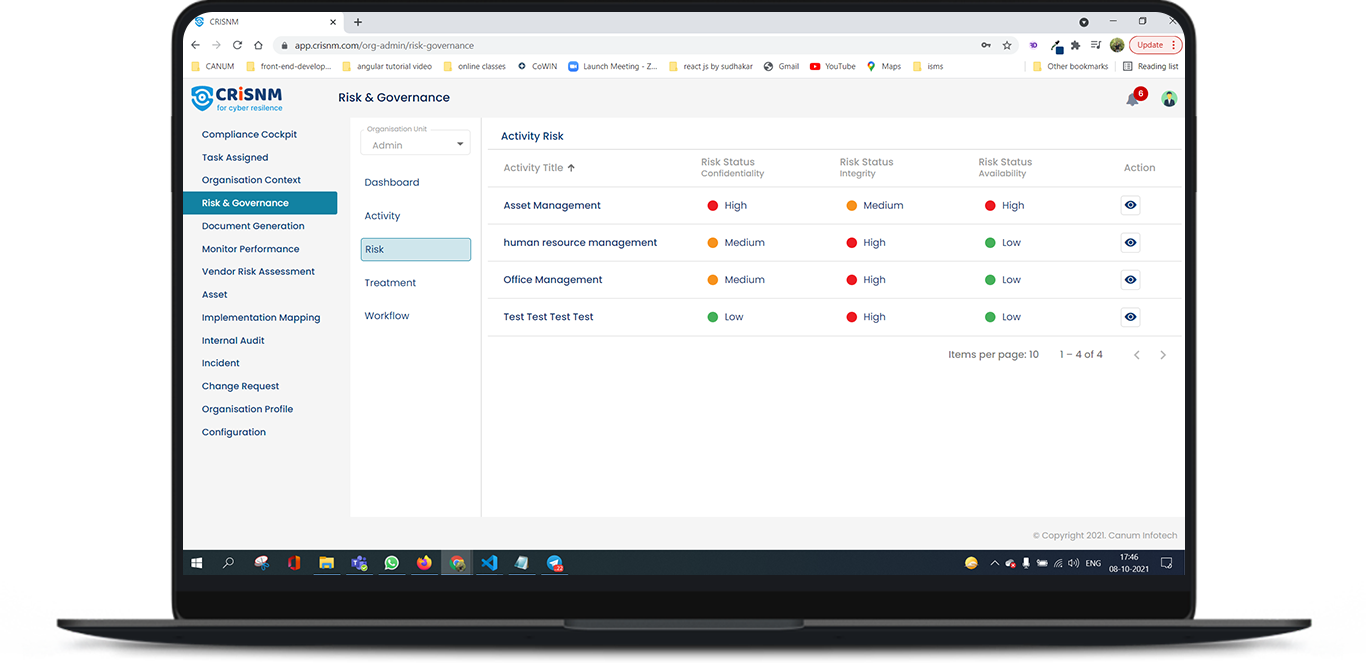 CRISNM
app.crisnm.com/org-admin/risk-governance
Update
CANUM
front-end-develop...
angular tutorial video
online classes
CoWIN
Launch Meeting - Z...
react js by sudhakar
Gmail
YouTube
Maps
isms
Other bookmarks
Reading list
CRiSNM
for cyber resilence
Risk & Governance
6
Compliance Cockpit
Task Assigned
Organisation Context
Risk & Governance
Document Generation
Monitor Performance
Vendor Risk Assessment
Asset
Implementation Mapping
Internal Audit
Incident
Change Request
Organisation Profile
Configuration
Organisation Unit
Admin
Dashboard
Activity
Risk
Treatment
Workflow
Activity Risk
Activity Title Risk Status Confidentiality Risk Status Integrity Risk Status Availability Action
Asset Management High Medium High
human resource management Medium High Low
Office Management Medium High Low
Test Test Test Test Low High Low
Items per page: 10 1 – 4 of 4
© Copyright 2021. Canum Infotech
ENG
17:46
08-10-2021